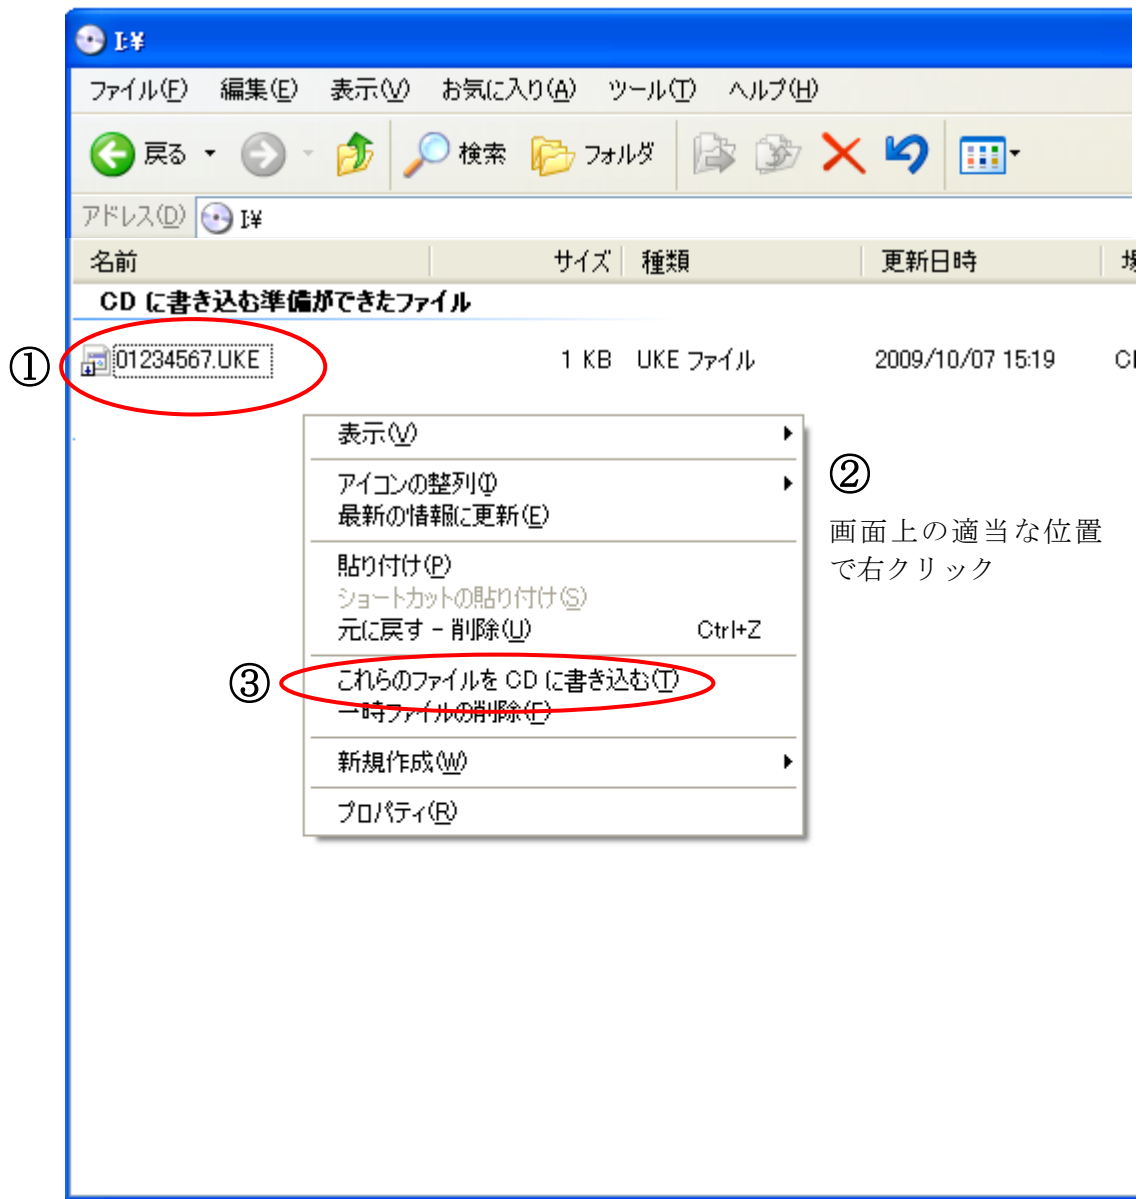 I:¥
ファイル(F) 編集(E) 表示(V) お気に入り(A) ツール(T) ヘルプ(H)
戻る 検索 フォルダ
アドレス(D) I:¥
名前 サイズ 種類 更新日時
CD に書き込む準備ができたファイル
① 01234567.UKE 1 KB UKE ファイル 2009/10/07 15:19
表示(V)
アイコンの整列(I)
最新の情報に更新(E)
貼り付け(P)
ショートカットの貼り付け(S)
元に戻す - 削除(U) Ctrl+Z
③ これらのファイルを CD に書き込む(T)
一時ファイルの削除(F)
新規作成(W)
プロパティ(R)
②
画面上の適当な位置
で右クリック